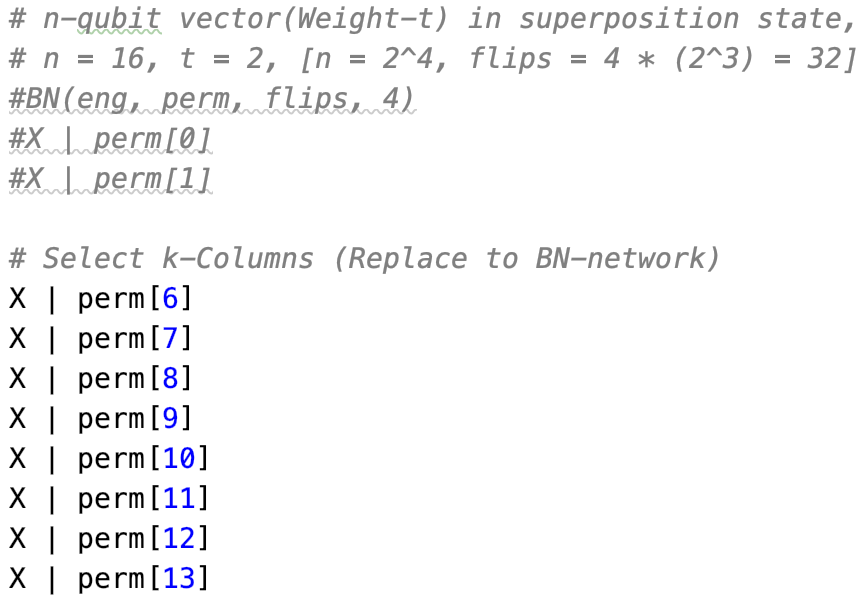 # n-qubit vector(Weight-t) in superposition state,
# n = 16, t = 2, [n = 2^4, flips = 4 * (2^3) = 32]
#BN(eng, perm, flips, 4)
#X | perm[0]
#X | perm[1]
# Select k-Columns (Replace to BN-network)
X | perm[6]
X | perm[7]
X | perm[8]
X | perm[9]
X | perm[10]
X | perm[11]
X | perm[12]
X | perm[13]